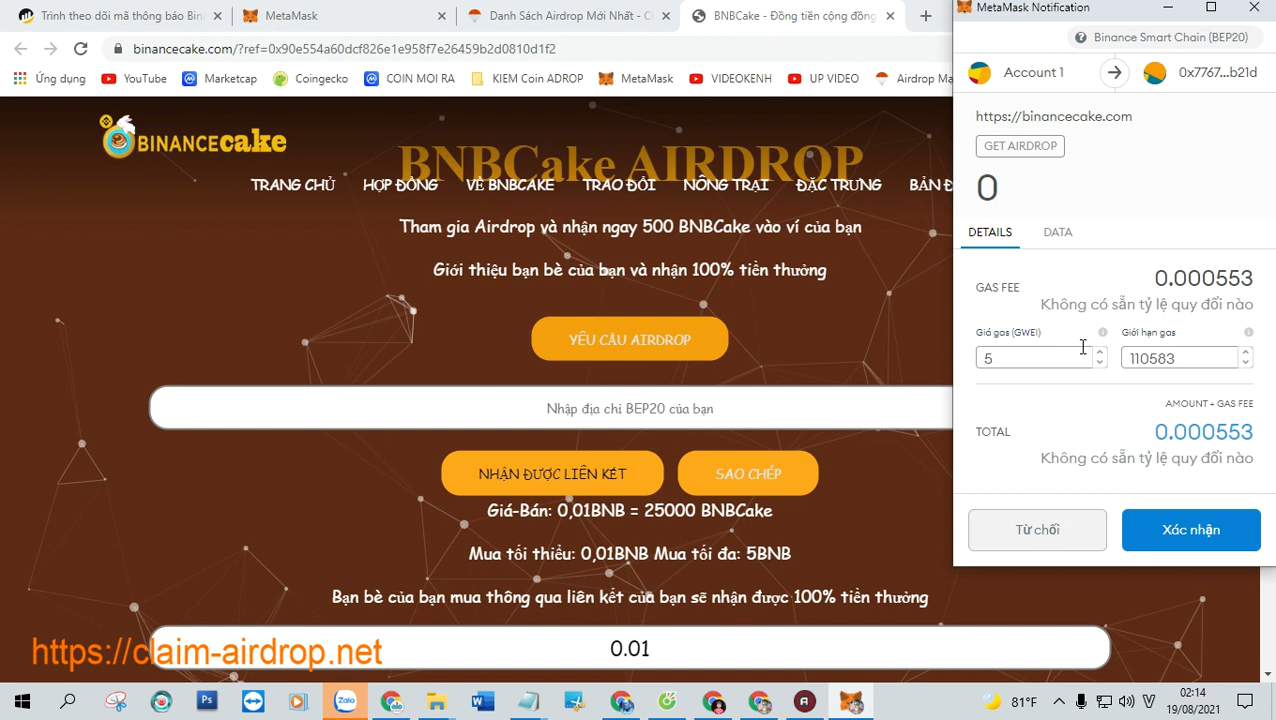 Trình theo dõi mã thông báo Bin
MetaMask
Danh Sách Airdrop Mới Nhất - C
BNBCake - Đồng tiền cộng đồng
binancecake.com/?ref=0x90e554a60dcf826e1e958f7e26459b2d0810d1f2
Ứng dụng
YouTube
Marketcap
Coingecko
COIN MOI RA
KIEM Coin ADROP
MetaMask
VIDEOKENH
UP VIDEO
Airdrop Ma
BINANCEcake
BNBCake AIRDROP
TRANG CHỦ
HỢP ĐỒNG
VỀ BNBCAKE
TRAO ĐỔI
NÔNG TRẠI
ĐẶC TRƯNG
BẢN Đ
Tham gia Airdrop và nhận ngay 500 BNBCake vào ví của bạn
Giới thiệu bạn bè của bạn và nhận 100% tiền thưởng
YÊU CẦU AIRDROP
Nhập địa chỉ BEP20 của bạn
NHẬN ĐƯỢC LIÊN KẾT
SAO CHÉP
Giá-Bán: 0,01BNB = 25000 BNBCake
Mua tối thiểu: 0,01BNB Mua tối đa: 5BNB
Bạn bè của bạn mua thông qua liên kết của bạn sẽ nhận được 100% tiền thưởng
0.01
https://claim-airdrop.net
MetaMask Notification
Binance Smart Chain (BEP20)
Account 1
0x7767...b21d
https://binancecake.com
GET AIRDROP
0
DETAILS
DATA
GAS FEE
0.000553
Không có sẵn tỷ lệ quy đổi nào
Giá gas (GWEI)
Giới hạn gas
5
110583
AMOUNT + GAS FEE
TOTAL
0.000553
Không có sẵn tỷ lệ quy đổi nào
Từ chối
Xác nhận
Zalo
81°F
02:14
19/08/2021